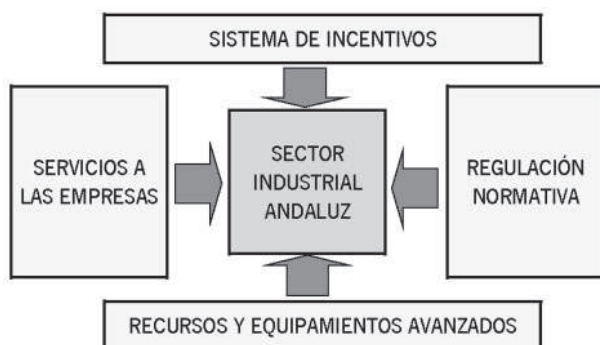 SISTEMA DE INCENTIVOS
SERVICIOS A
LAS EMPRESAS
SECTOR
INDUSTRIAL
ANDALUZ
REGULACIÓN
NORMATIVA
RECURSOS Y EQUIPAMIENTOS AVANZADOS